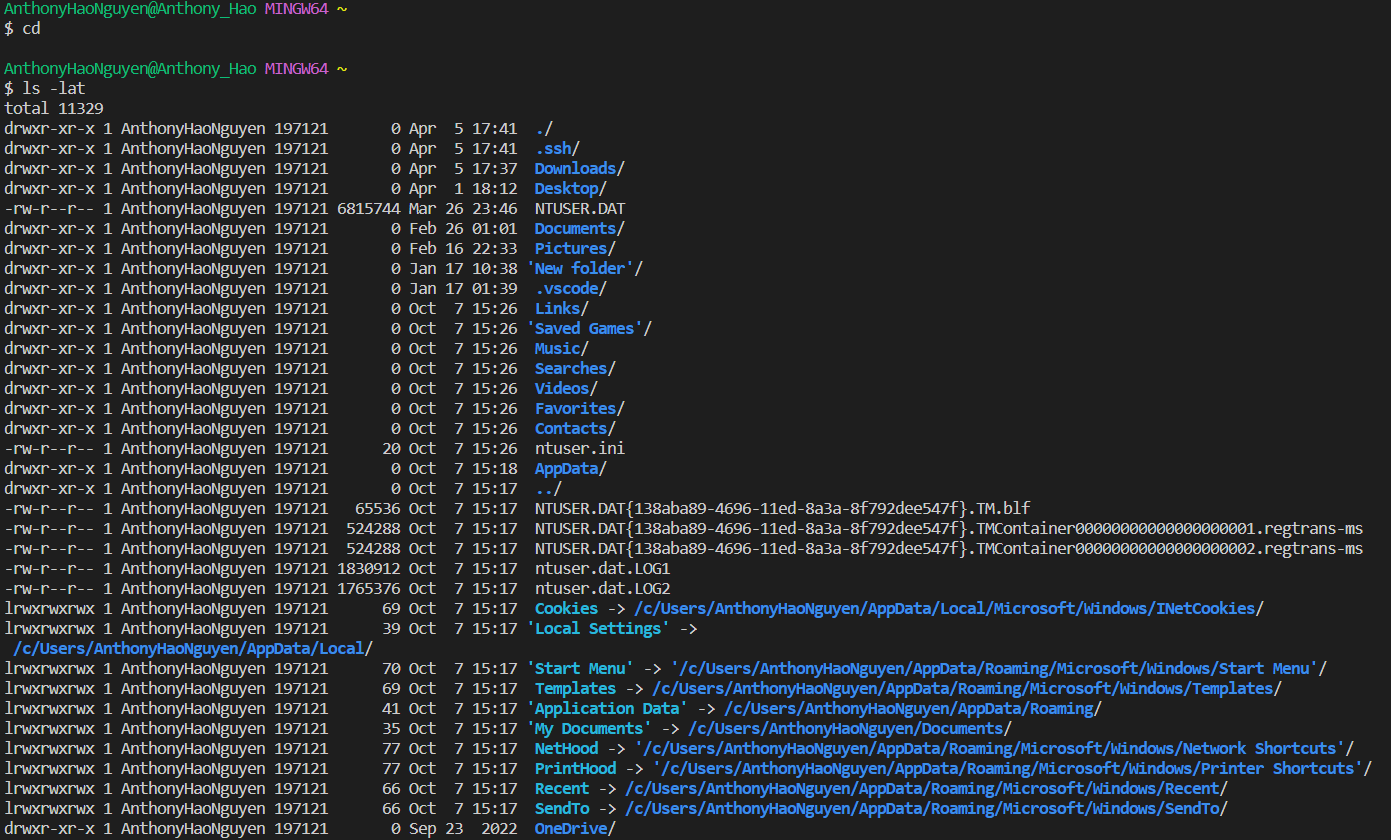 AnthonyHaoNguyen@Anthony_Hao MINGW64 ~
$ cd
AnthonyHaoNguyen@Anthony_Hao MINGW64 ~
$ ls -lat
total 11329
drwxr-xr-x 1 AnthonyHaoNguyen 197121       0 Apr  5 17:41  ./
drwxr-xr-x 1 AnthonyHaoNguyen 197121       0 Apr  5 17:41  .ssh/
drwxr-xr-x 1 AnthonyHaoNguyen 197121       0 Apr  5 17:37  Downloads/
drwxr-xr-x 1 AnthonyHaoNguyen 197121       0 Apr  1 18:12  Desktop/
-rw-r--r-- 1 AnthonyHaoNguyen 197121 6815744 Mar 26 23:46  NTUSER.DAT
drwxr-xr-x 1 AnthonyHaoNguyen 197121       0 Feb 26 01:01  Documents/
drwxr-xr-x 1 AnthonyHaoNguyen 197121       0 Feb 16 22:33  Pictures/
drwxr-xr-x 1 AnthonyHaoNguyen 197121       0 Jan 17 10:38 'New folder'/
drwxr-xr-x 1 AnthonyHaoNguyen 197121       0 Jan 17 01:39  .vscode/
drwxr-xr-x 1 AnthonyHaoNguyen 197121       0 Oct  7 15:26  Links/
drwxr-xr-x 1 AnthonyHaoNguyen 197121       0 Oct  7 15:26 'Saved Games'/
drwxr-xr-x 1 AnthonyHaoNguyen 197121       0 Oct  7 15:26  Music/
drwxr-xr-x 1 AnthonyHaoNguyen 197121       0 Oct  7 15:26  Searches/
drwxr-xr-x 1 AnthonyHaoNguyen 197121       0 Oct  7 15:26  Videos/
drwxr-xr-x 1 AnthonyHaoNguyen 197121       0 Oct  7 15:26  Favorites/
drwxr-xr-x 1 AnthonyHaoNguyen 197121       0 Oct  7 15:26  Contacts/
-rw-r--r-- 1 AnthonyHaoNguyen 197121      20 Oct  7 15:26  ntuser.ini
drwxr-xr-x 1 AnthonyHaoNguyen 197121       0 Oct  7 15:18  AppData/
drwxr-xr-x 1 AnthonyHaoNguyen 197121       0 Oct  7 15:17  ../
-rw-r--r-- 1 AnthonyHaoNguyen 197121   65536 Oct  7 15:17  NTUSER.DAT{138aba89-4696-11ed-8a3a-8f792dee547f}.TM.blf
-rw-r--r-- 1 AnthonyHaoNguyen 197121  524288 Oct  7 15:17  NTUSER.DAT{138aba89-4696-11ed-8a3a-8f792dee547f}.TMContainer00000000000000000001.regtrans-ms
-rw-r--r-- 1 AnthonyHaoNguyen 197121  524288 Oct  7 15:17  NTUSER.DAT{138aba89-4696-11ed-8a3a-8f792dee547f}.TMContainer00000000000000000002.regtrans-ms
-rw-r--r-- 1 AnthonyHaoNguyen 197121 1830912 Oct  7 15:17  ntuser.dat.LOG1
-rw-r--r-- 1 AnthonyHaoNguyen 197121 1765376 Oct  7 15:17  ntuser.dat.LOG2
lrwxrwxrwx 1 AnthonyHaoNguyen 197121      69 Oct  7 15:17  Cookies -> /c/Users/AnthonyHaoNguyen/AppData/Local/Microsoft/Windows/INetCookies/
lrwxrwxrwx 1 AnthonyHaoNguyen 197121      39 Oct  7 15:17 'Local Settings' ->
 /c/Users/AnthonyHaoNguyen/AppData/Local/
lrwxrwxrwx 1 AnthonyHaoNguyen 197121      70 Oct  7 15:17 'Start Menu' -> '/c/Users/AnthonyHaoNguyen/AppData/Roaming/Microsoft/Windows/Start Menu'/
lrwxrwxrwx 1 AnthonyHaoNguyen 197121      69 Oct  7 15:17  Templates -> /c/Users/AnthonyHaoNguyen/AppData/Roaming/Microsoft/Windows/Templates/
lrwxrwxrwx 1 AnthonyHaoNguyen 197121      41 Oct  7 15:17 'Application Data' -> /c/Users/AnthonyHaoNguyen/AppData/Roaming/
lrwxrwxrwx 1 AnthonyHaoNguyen 197121      35 Oct  7 15:17 'My Documents' -> /c/Users/AnthonyHaoNguyen/Documents/
lrwxrwxrwx 1 AnthonyHaoNguyen 197121      77 Oct  7 15:17  NetHood -> '/c/Users/AnthonyHaoNguyen/AppData/Roaming/Microsoft/Windows/Network Shortcuts'/
lrwxrwxrwx 1 AnthonyHaoNguyen 197121      77 Oct  7 15:17  PrintHood -> '/c/Users/AnthonyHaoNguyen/AppData/Roaming/Microsoft/Windows/Printer Shortcuts'/
lrwxrwxrwx 1 AnthonyHaoNguyen 197121      66 Oct  7 15:17  Recent -> /c/Users/AnthonyHaoNguyen/AppData/Roaming/Microsoft/Windows/Recent/
lrwxrwxrwx 1 AnthonyHaoNguyen 197121      66 Oct  7 15:17  SendTo -> /c/Users/AnthonyHaoNguyen/AppData/Roaming/Microsoft/Windows/SendTo/
drwxr-xr-x 1 AnthonyHaoNguyen 197121       0 Sep 23  2022  OneDrive/